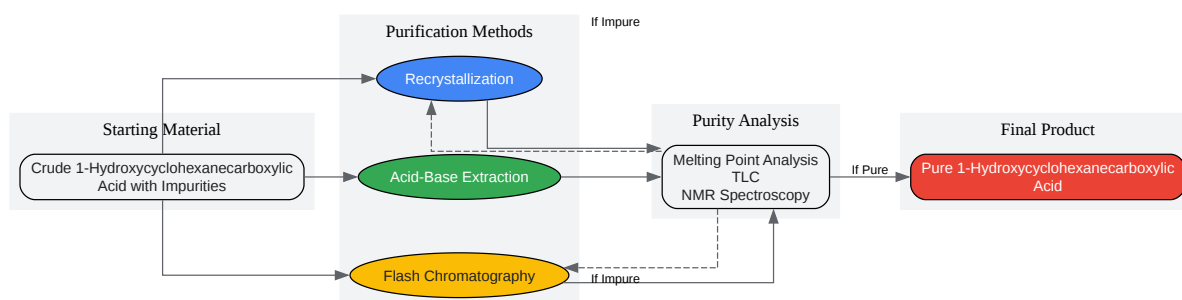 If Impure
Purification Methods
Recrystallization
Starting Material
Crude 1-Hydroxycyclohexanecarboxylic
Acid with Impurities
Acid-Base Extraction
Flash Chromatography
If Impure
Purity Analysis
Melting Point Analysis
TLC
NMR Spectroscopy
If Pure
Final Product
Pure 1-Hydroxycyclohexanecarboxylic
Acid